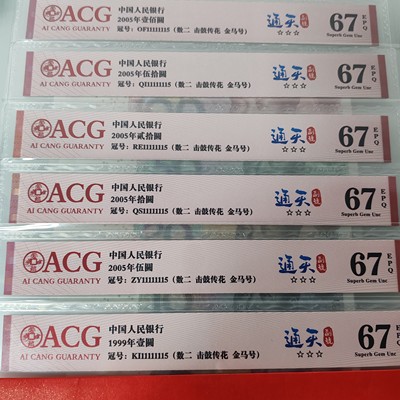 ACG
AI CANG GUARANTY
中国人民银行
2005年壹佰圆
冠号: OFI1111115 (数二 击鼓传花 金马号)
通天
☆☆☆
67 EPQ
Superb Gem Unc
ACG
AI CANG GUARANTY
中国人民银行
2005年伍拾圆
冠号: QI11111115 (数二 击鼓传花 金马号)
通天
☆☆☆
67 EPQ
Superb Gem Unc
ACG
AI CANG GUARANTY
中国人民银行
2005年贰拾圆
冠号: RE11111115 (数二 击鼓传花 金马号)
通天
☆☆☆
67 EPQ
Superb Gem Unc
ACG
AI CANG GUARANTY
中国人民银行
2005年拾圆
冠号: QS11111115 (数二 击鼓传花 金马号)
通天
☆☆☆
67 EPQ
Superb Gem Unc
ACG
AI CANG GUARANTY
中国人民银行
2005年伍圆
冠号: ZY11111115 (数二 击鼓传花 金马号)
通天
☆☆☆
67 EPQ
Superb Gem Unc
ACG
AI CANG GUARANTY
中国人民银行
1999年壹圆
冠号: KI11111115 (数二 击鼓传花 金马号)
通天
☆☆☆
67 EPQ
Superb Gem Unc